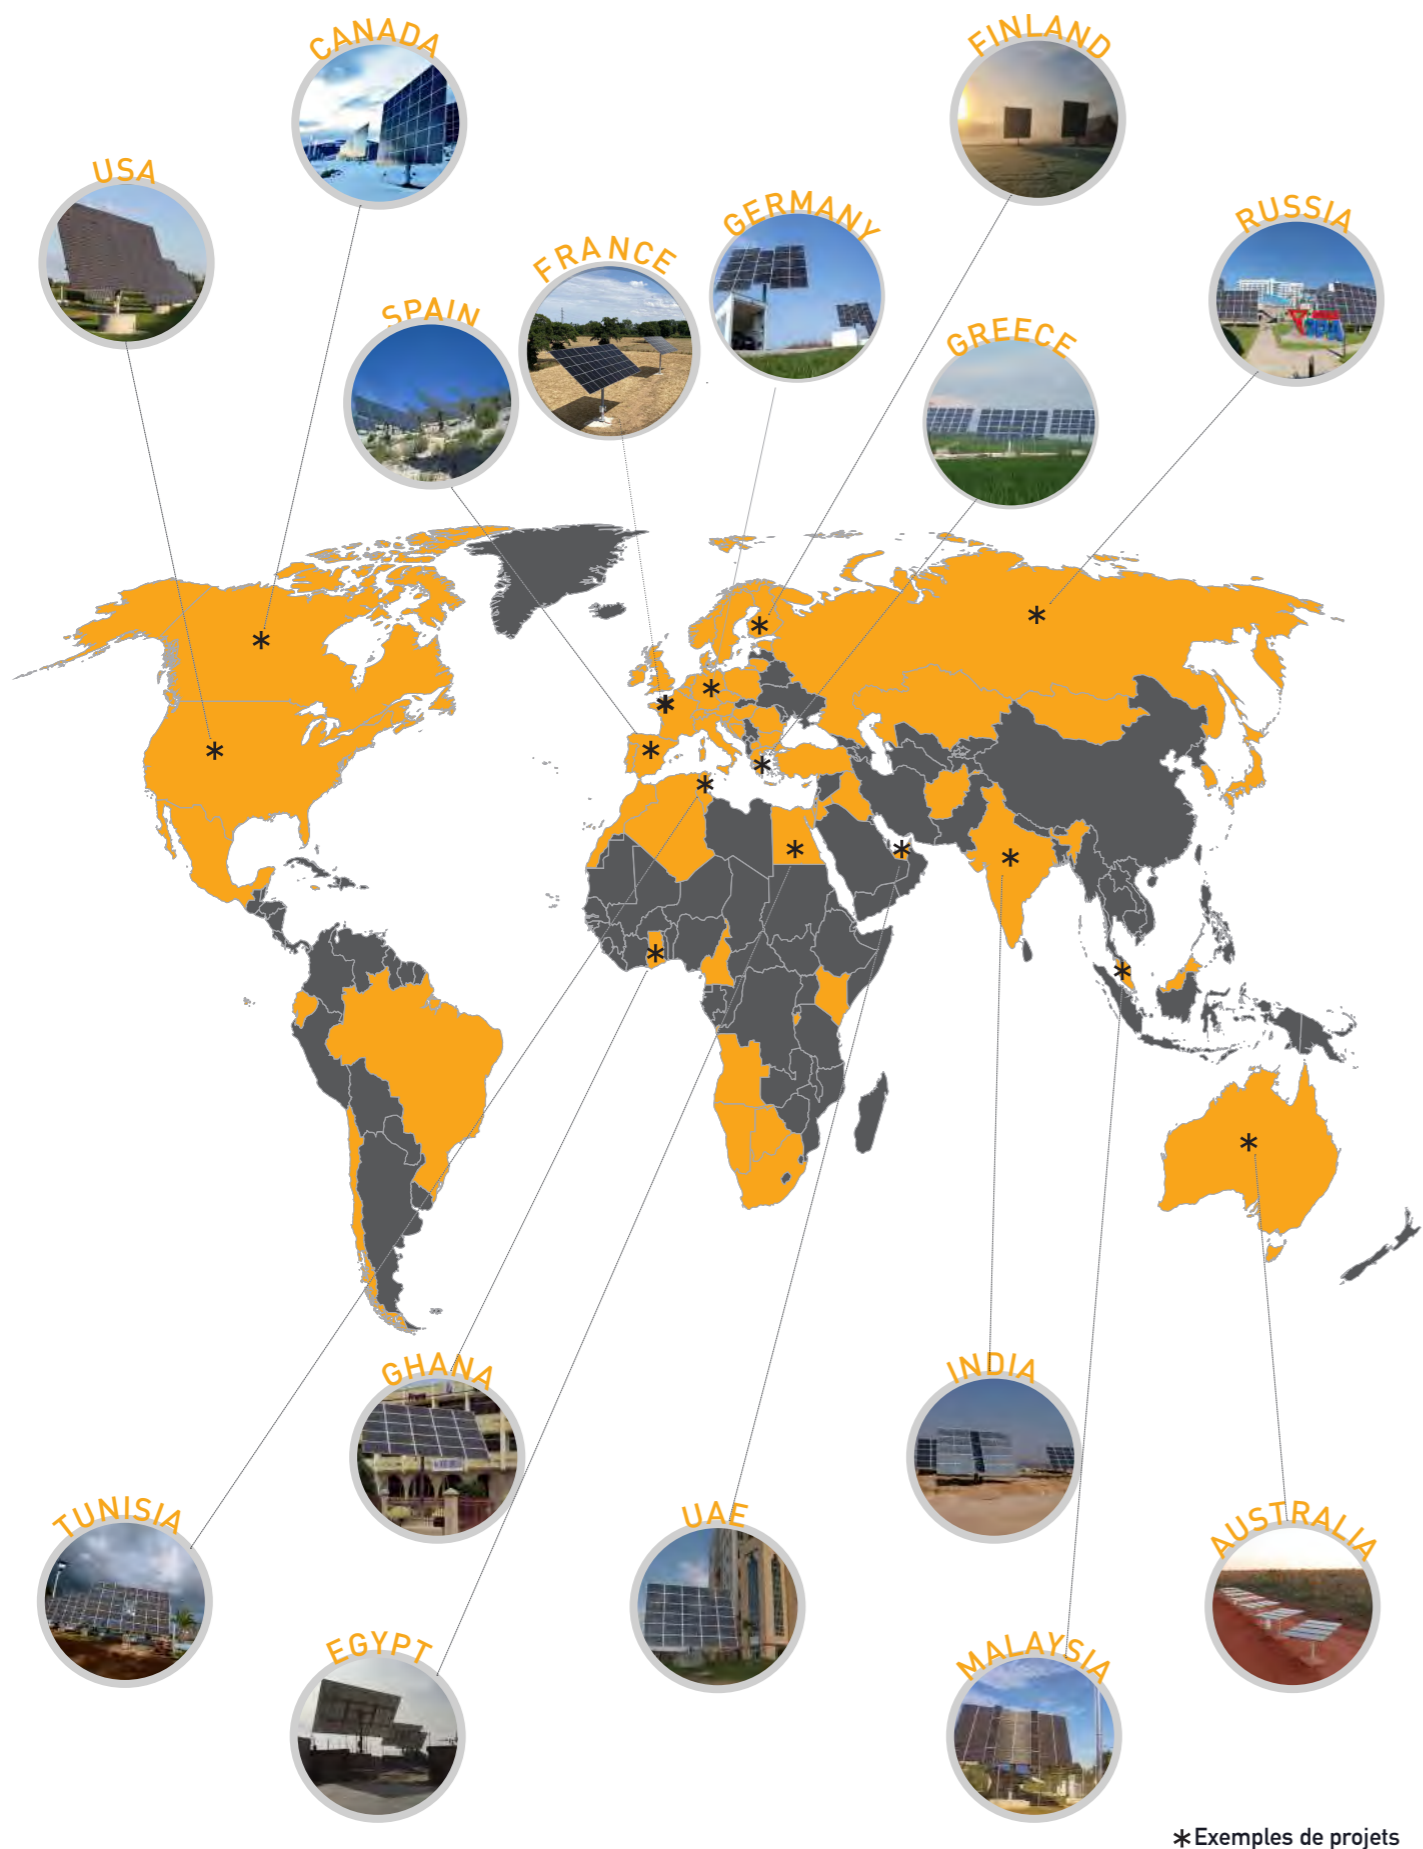 CANADA
FINLAND
USA
GERMANY
RUSSIA
FRANCE
SPAIN
GREECE
GHANA
INDIA
TUNISIA
UAE
AUSTRALIA
EGYPT
MALAYSIA
*Exemples de projets